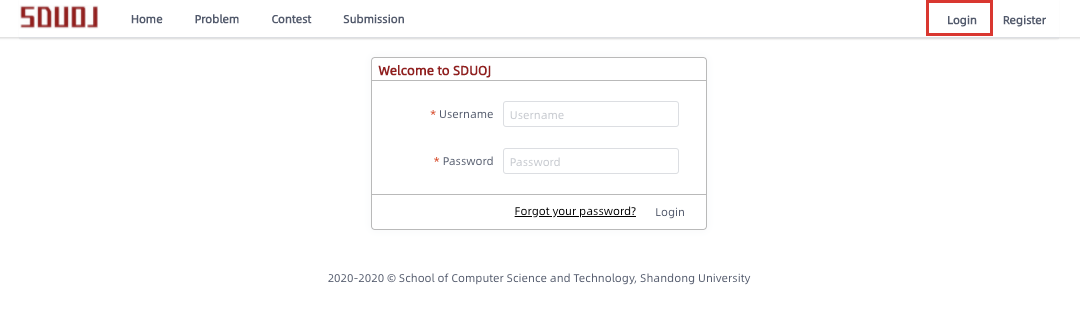 SDUOJ Home Problem Contest Submission Login Register
Welcome to SDUOJ
* Username Username
* Password Password
Forgot your password? Login
2020-2020 © School of Computer Science and Technology, Shandong University